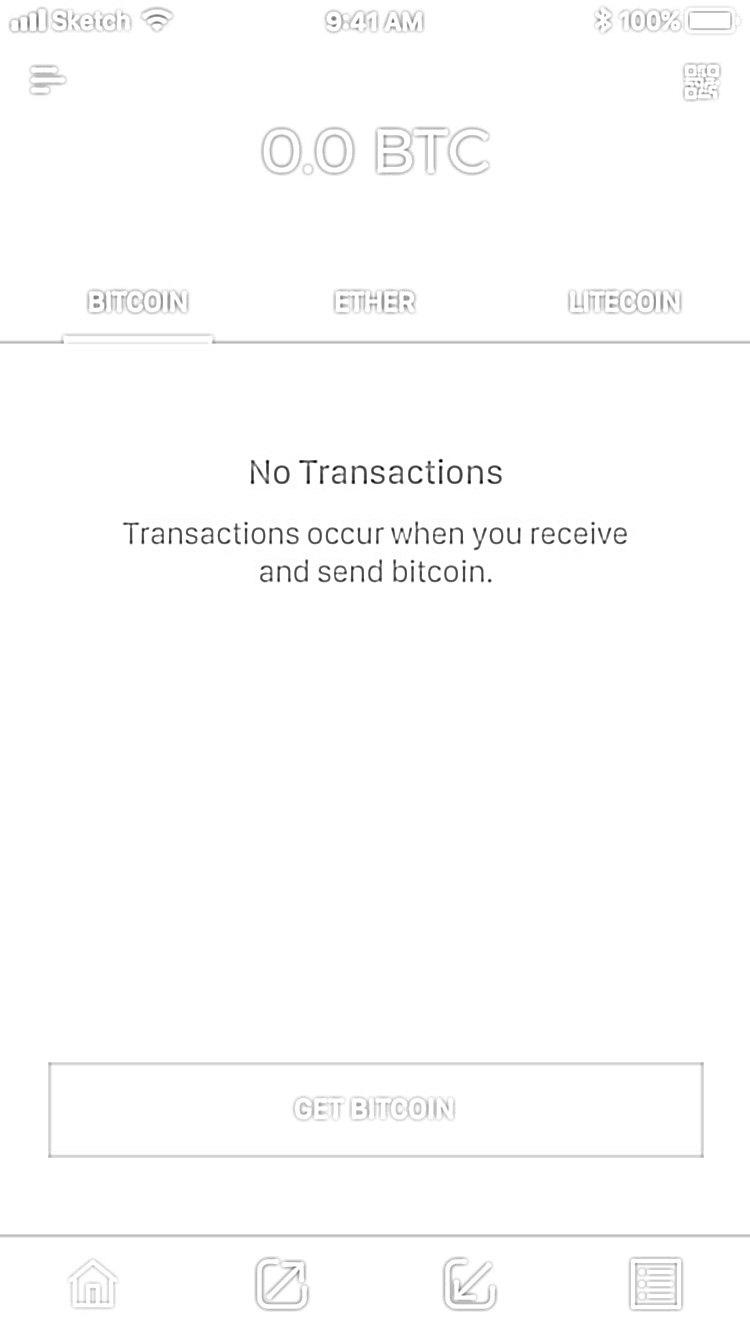 Sketch 9:41 AM 100%
0.0 BTC
BITCOIN ETHER LITECOIN
No Transactions
Transactions occur when you receive
and send bitcoin.
GET BITCOIN